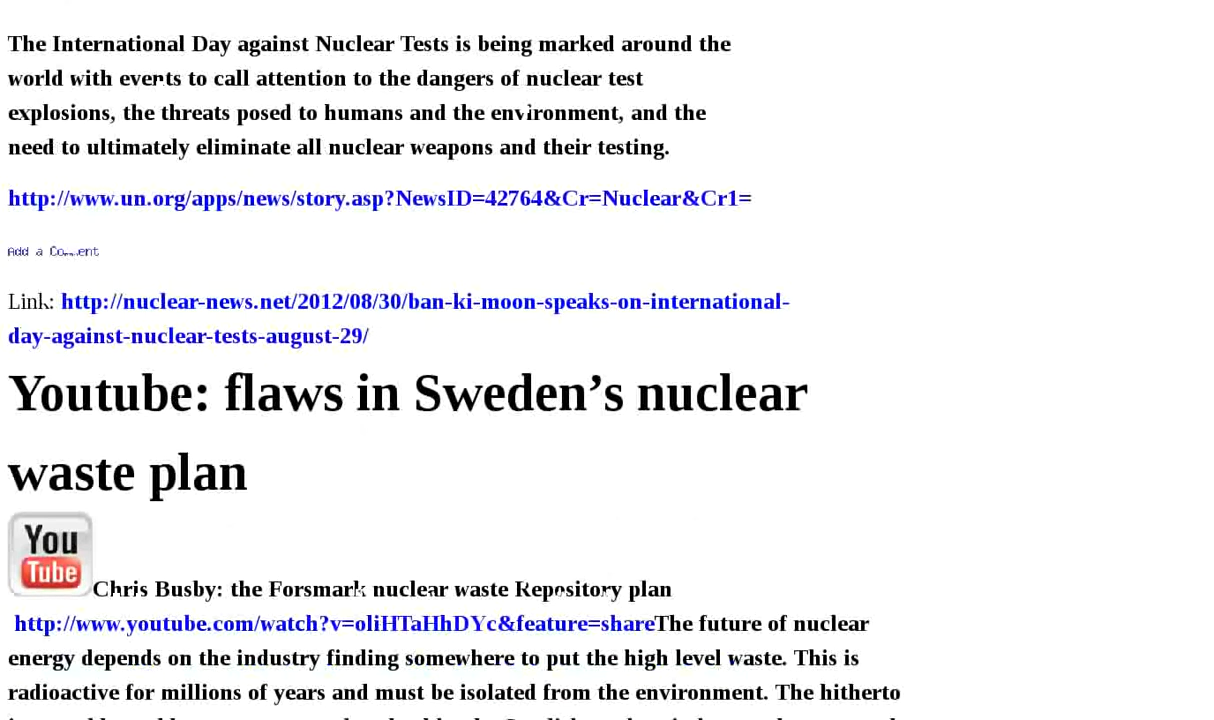 The International Day against Nuclear Tests is being marked around the
world with events to call attention to the dangers of nuclear test
explosions, the threats posed to humans and the environment, and the
need to ultimately eliminate all nuclear weapons and their testing.
http://www.un.org/apps/news/story.asp?NewsID=42764&Cr=Nuclear&Cr1=
Add a Comment
Link: http://nuclear-news.net/2012/08/30/ban-ki-moon-speaks-on-international-
day-against-nuclear-tests-august-29/
Youtube: flaws in Sweden’s nuclear
waste plan
You
Tube
Chris Busby: the Forsmark nuclear waste Repository plan
http://www.youtube.com/watch?v=oliHTaHhDYc&feature=shareThe future of nuclear
energy depends on the industry finding somewhere to put the high level waste. This is
radioactive for millions of years and must be isolated from the environment. The hitherto